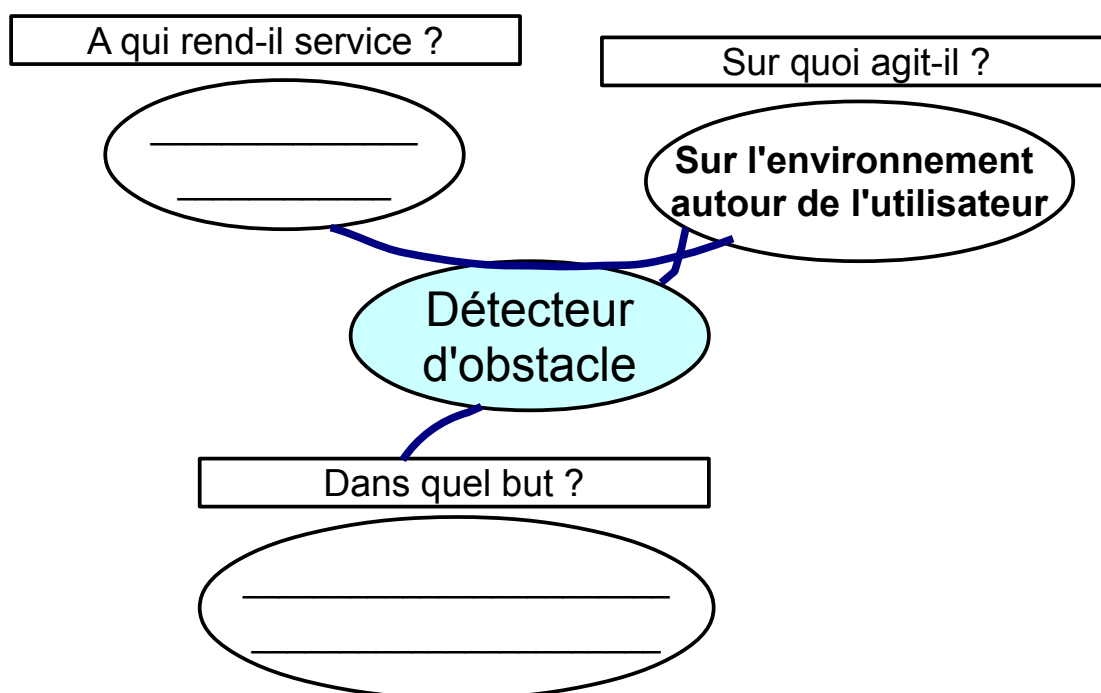 A qui rend-il service ?
Sur quoi agit-il ?
Sur l'environnement
autour de l'utilisateur
Détecteur
d'obstacle
Dans quel but ?